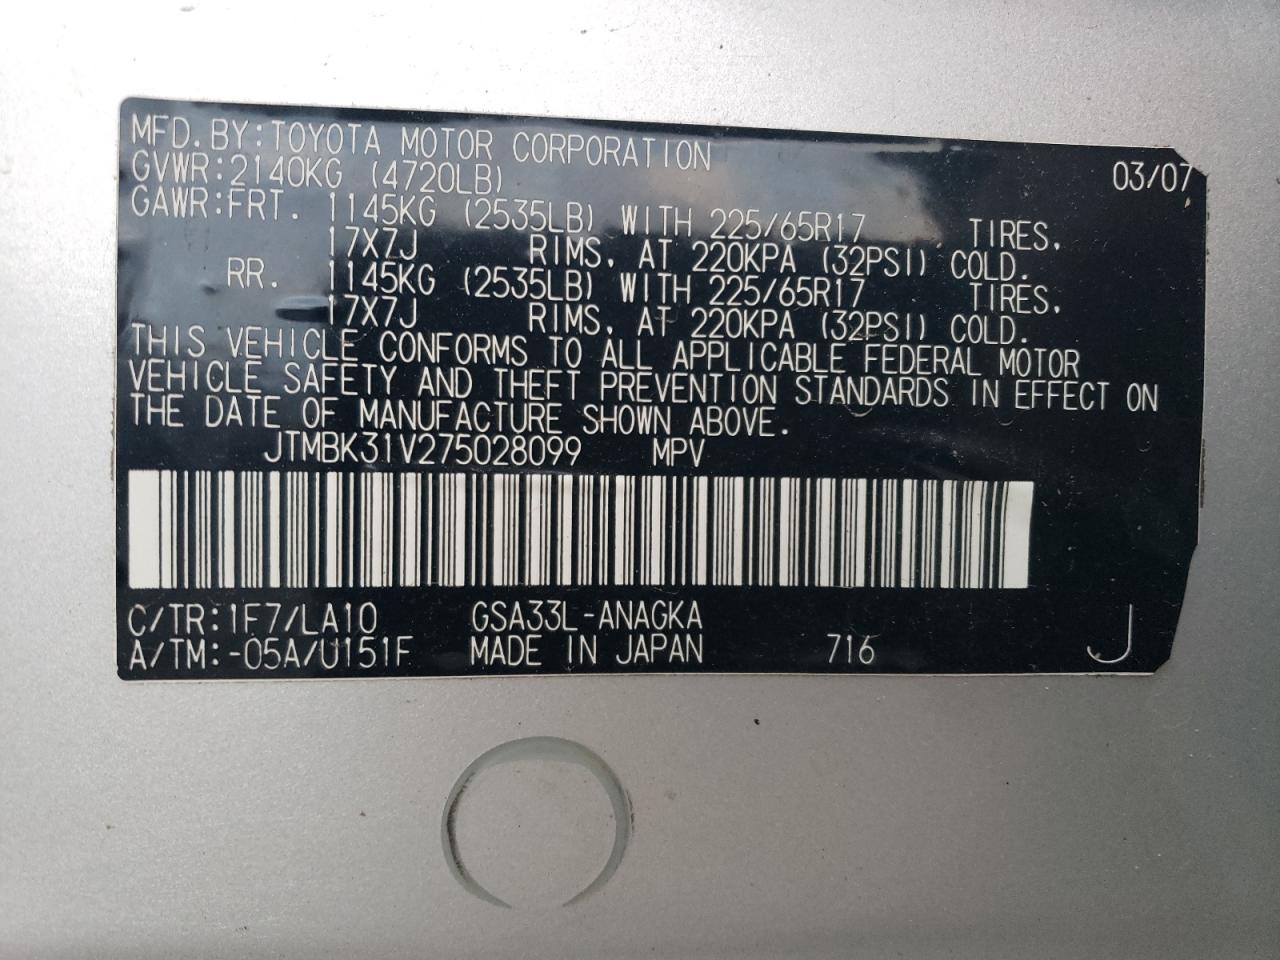 MFD. BY: TOYOTA MOTOR CORPORATION 03/07
GVWR: 2140KG (4720LB)
GAWR: FRT. 1145KG (2535LB) WITH 225/65R17 TIRES,
17X7J RIMS, AT 220KPA (32PSI) COLD.
RR. 1145KG (2535LB) WITH 225/65R17 TIRES,
17X7J RIMS, AT 220KPA (32PSI) COLD.
THIS VEHICLE CONFORMS TO ALL APPLICABLE FEDERAL MOTOR
VEHICLE SAFETY AND THEFT PREVENTION STANDARDS IN EFFECT ON
THE DATE OF MANUFACTURE SHOWN ABOVE.
JTMBK31V275028099 MPV
C/TR: 1F7/LA10 GSA33L-ANAGKA
A/TM: -05A/U151F MADE IN JAPAN 716 J